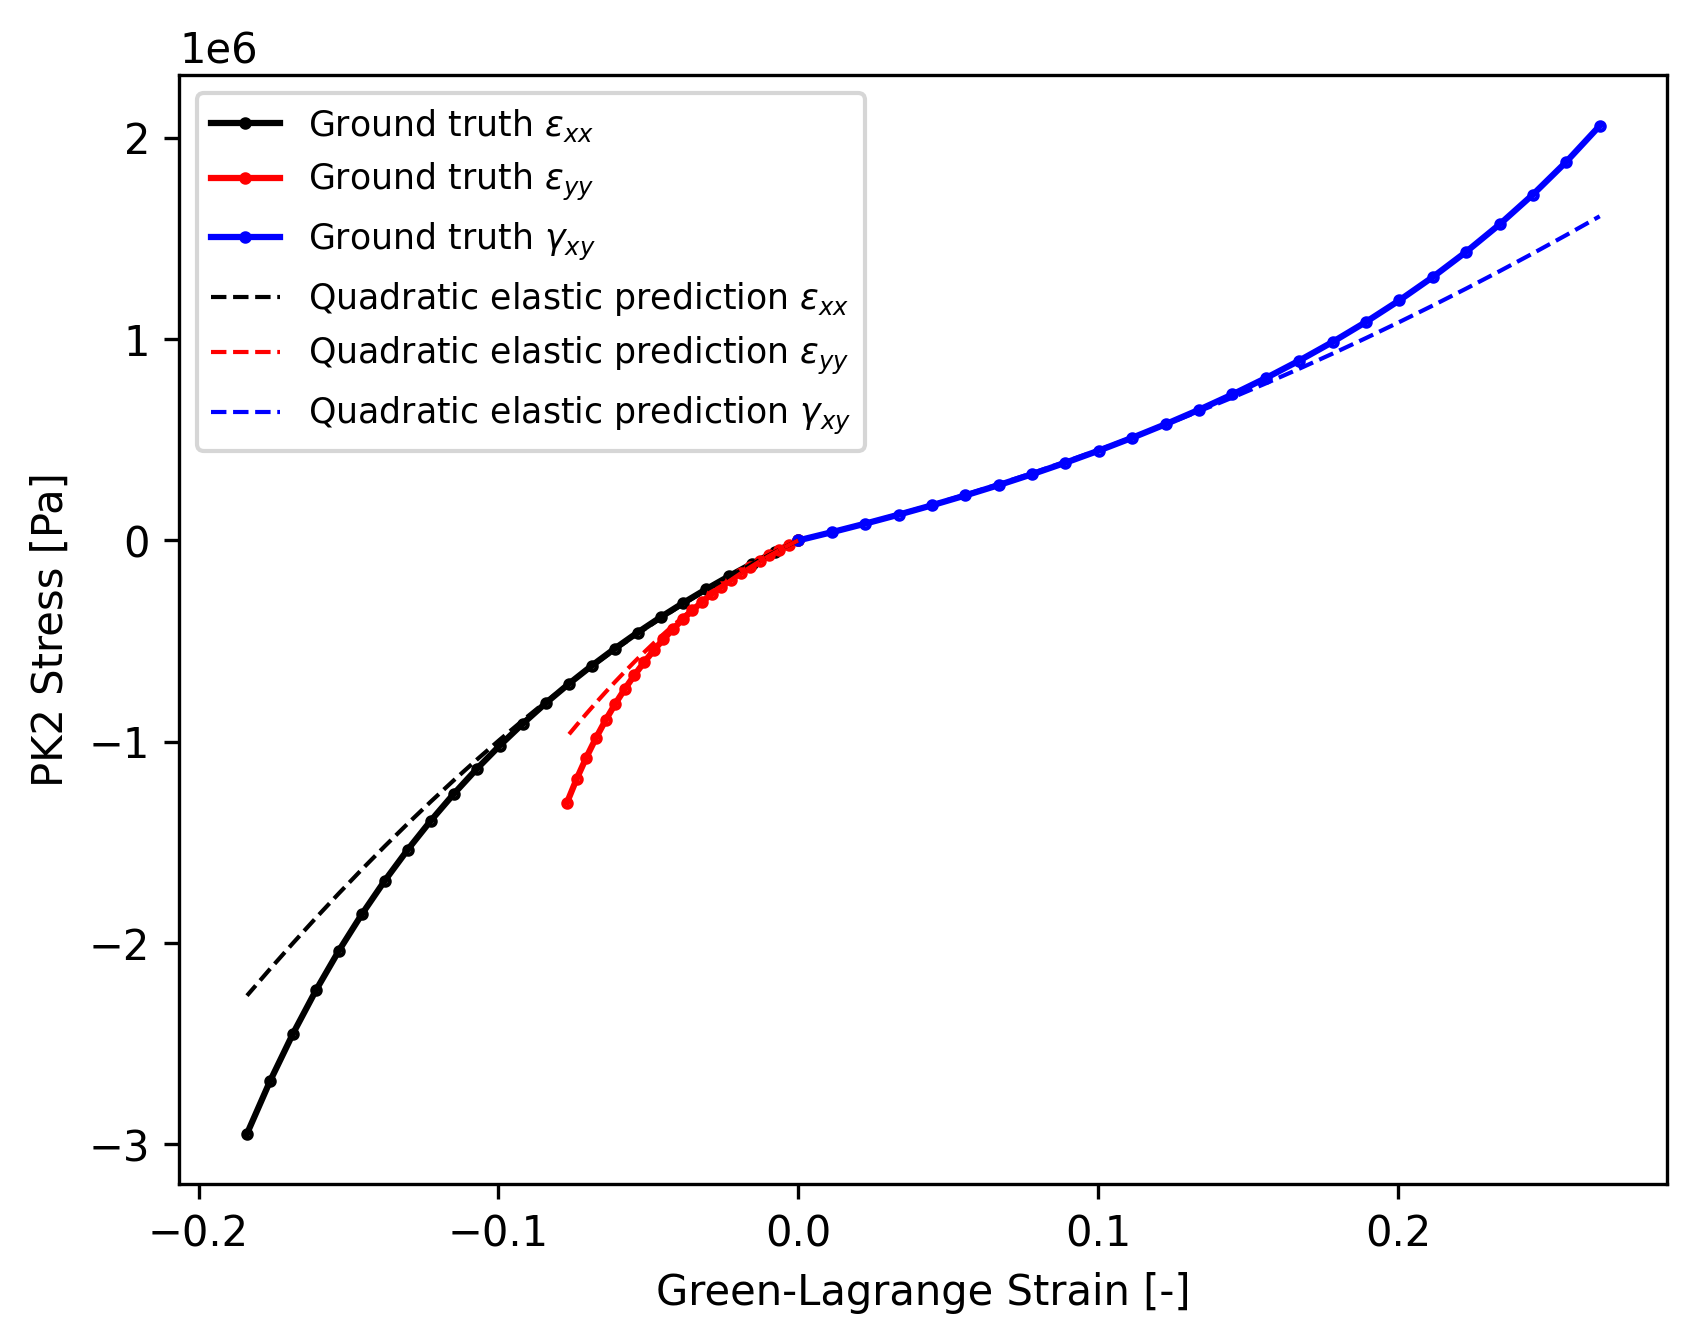 1e6
Ground truth εxx
Ground truth εyy
Ground truth γxy
Quadratic elastic prediction εxx
Quadratic elastic prediction εyy
Quadratic elastic prediction γxy
2
1
0
−1
−2
−3
PK2 Stress [Pa]
−0.2 −0.1 0.0 0.1 0.2
Green-Lagrange Strain [-]